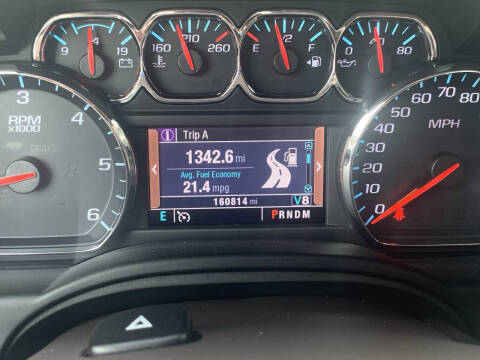 9 14 19
160 210 260
E 1/2 F
0 40 80
RPM
x1000
3
4
5
6
BRAKE
Trip A
1342.6 mi
Avg. Fuel Economy
21.4 mpg
160814 mi V8
E PRNDM
MPH
0
10
20
30
40
50
60
70
80